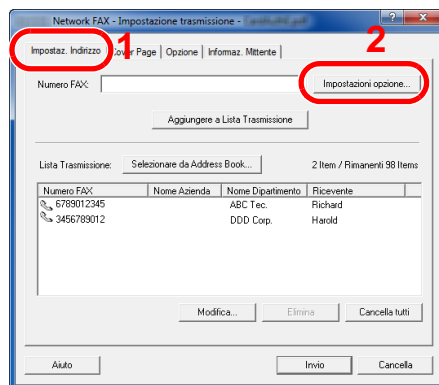 Network FAX - Impostazione trasmissione -
Impostaz. Indirizzo Cover Page Opzione Informaz. Mittente
1 2
Numero FAX: Impostazioni opzione...
Aggiungere a Lista Trasmissione
Lista Trasmissione: Selezionare da Address Book... 2 Item / Rimanenti 98 Items
Numero FAX Nome Azienda Nome Dipartimento Ricevente
6789012345 ABC Tec. Richard
3456789012 DDD Corp. Harold
Modifica... Elimina Cancella tutti
Aiuto Invio Cancella